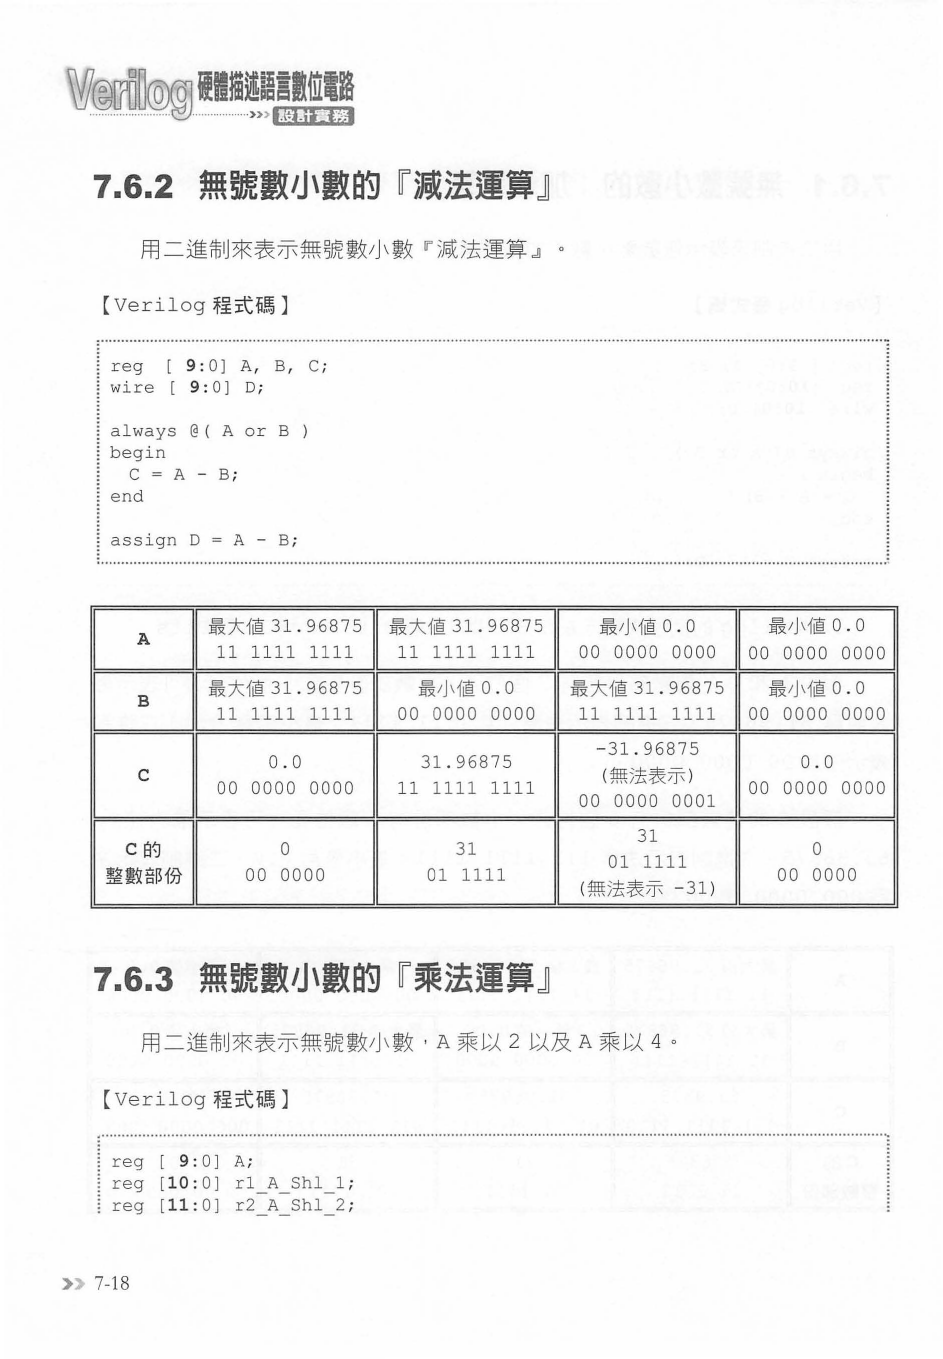 Verilog 硬體描述語言數位電路
>>> 設計實務
7.6.2 無號數小數的『減法運算』
用二進制來表示無號數小數『減法運算』。
【Verilog 程式碼】
reg [ 9:0] A, B, C;
wire [ 9:0] D;
always @( A or B )
begin
C = A - B;
end
assign D = A - B;
A
最大值 31.96875
11 1111 1111
最大值 31.96875
11 1111 1111
最小值 0.0
00 0000 0000
最小值 0.0
00 0000 0000
B
最大值 31.96875
11 1111 1111
最小值 0.0
00 0000 0000
最大值 31.96875
11 1111 1111
最小值 0.0
00 0000 0000
C
0.0
00 0000 0000
31.96875
11 1111 1111
-31.96875
(無法表示)
00 0000 0001
0.0
00 0000 0000
C 的
整數部份
0
00 0000
31
01 1111
31
01 1111
(無法表示 -31)
0
00 0000
7.6.3 無號數小數的『乘法運算』
用二進制來表示無號數小數，A 乘以 2 以及 A 乘以 4。
【Verilog 程式碼】
reg [ 9:0] A;
reg [10:0] r1_A_Shl_1;
reg [11:0] r2_A_Shl_2;
>> 7-18